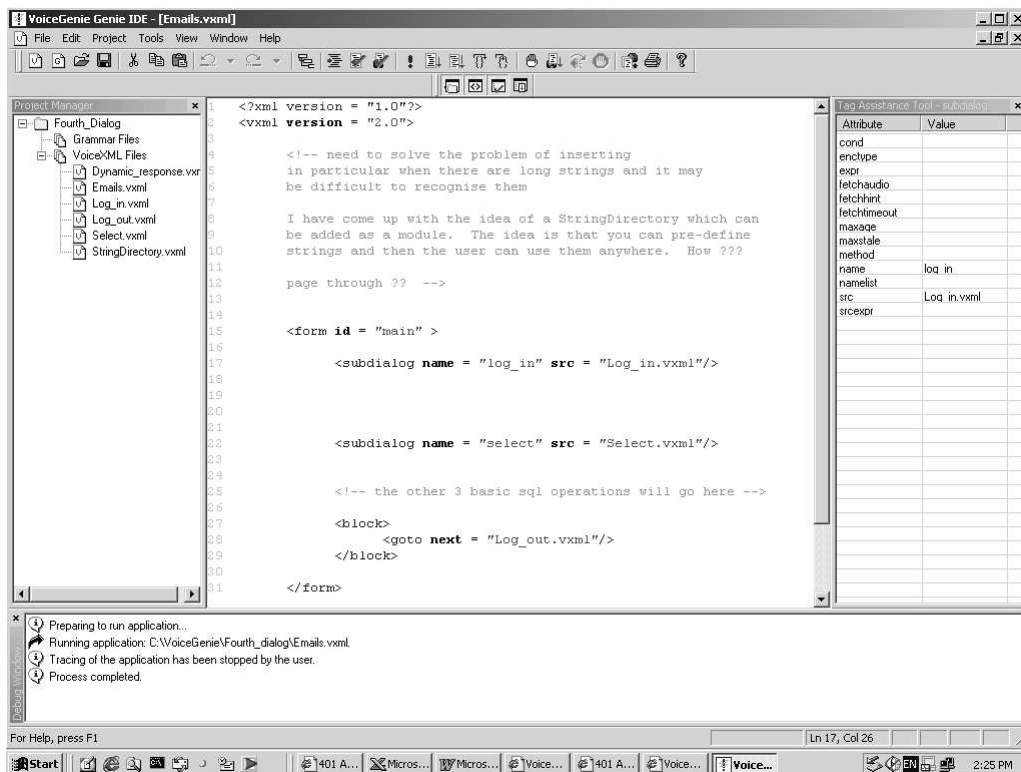 VoiceGenie Genie IDE - [Emails.vxml]
File Edit Project Tools View Window Help
Project Manager
Fourth_Dialog
Grammar Files
VoiceXML Files
Dynamic_response.vxr
Emails.vxml
Log_in.vxml
Log_out.vxml
Select.vxml
StringDirectory.vxml
1 <?xml version = "1.0"?>
2 <vxml version = "2.0">
3
4 <!-- need to solve the problem of inserting
5 in particular when there are long strings and it may
6 be difficult to recognise them
7
8 I have come up with the idea of a StringDirectory which can
9 be added as a module. The idea is that you can pre-define
10 strings and then the user can use them anywhere. How ???
11
12 page through ?? -->
13
14
15 <form id = "main" >
16
17 <subdialog name = "log_in" src = "Log_in.vxml"/>
18
19
20
21
22 <subdialog name = "select" src = "Select.vxml"/>
23
24
25 <!-- the other 3 basic sql operations will go here -->
26
27 <block>
28 <goto next = "Log_out.vxml"/>
29 </block>
30
31 </form>
Tag Assistance Tool - subdialog
Attribute Value
cond
enctype
expr
fetchaudio
fetchhint
fetchtimeout
maxage
maxstale
method
name log_in
namelist
src Log_in.vxml
srcexpr
Debug Window
Preparing to run application...
Running application: C:\VoiceGenie\Fourth_dialog\Emails.vxml.
Tracing of the application has been stopped by the user.
Process completed.
For Help, press F1
Ln 17, Col 26
Start
401 A...
Micros...
Micros...
Voice...
401 A...
Voice...
Voice...
EN
2:25 PM